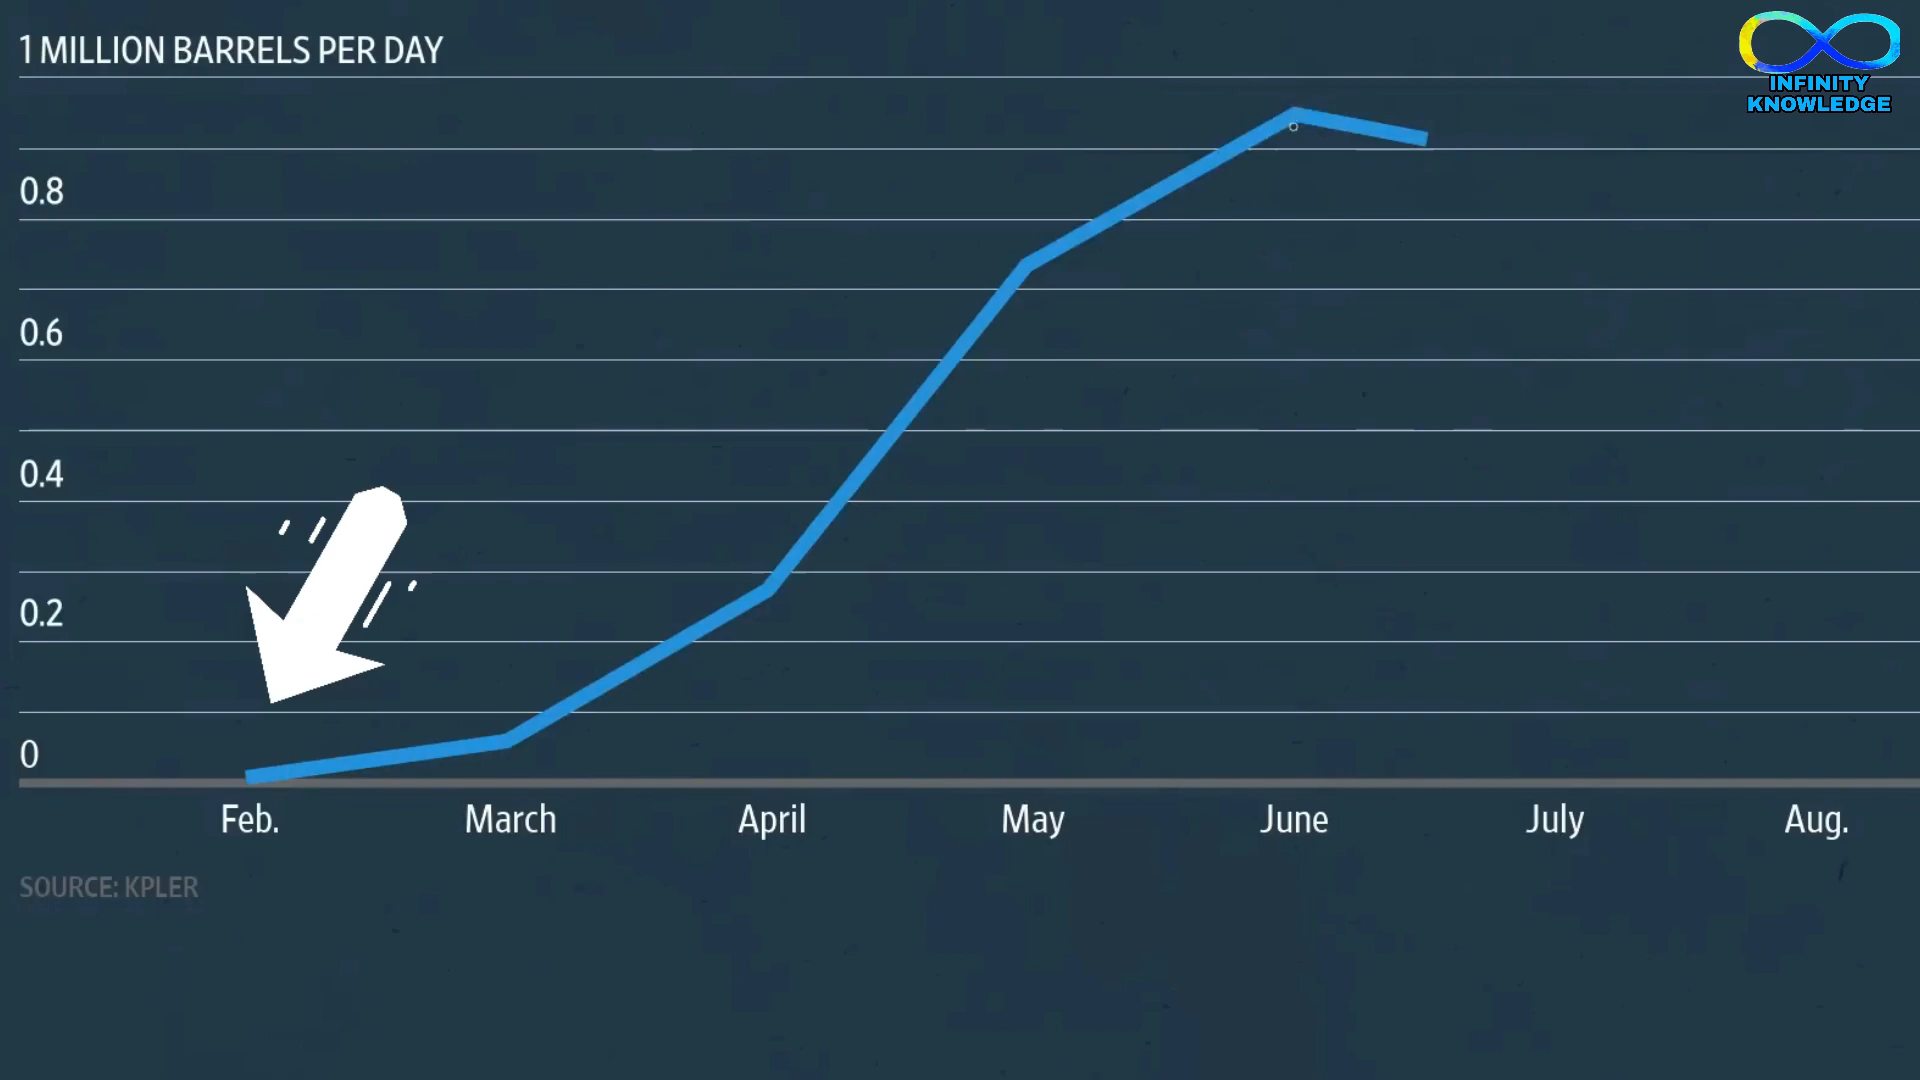 1 MILLION BARRELS PER DAY
INFINITY
KNOWLEDGE
0.8
0.6
0.4
0.2
0
Feb. March April May June July Aug.
SOURCE: KPLER